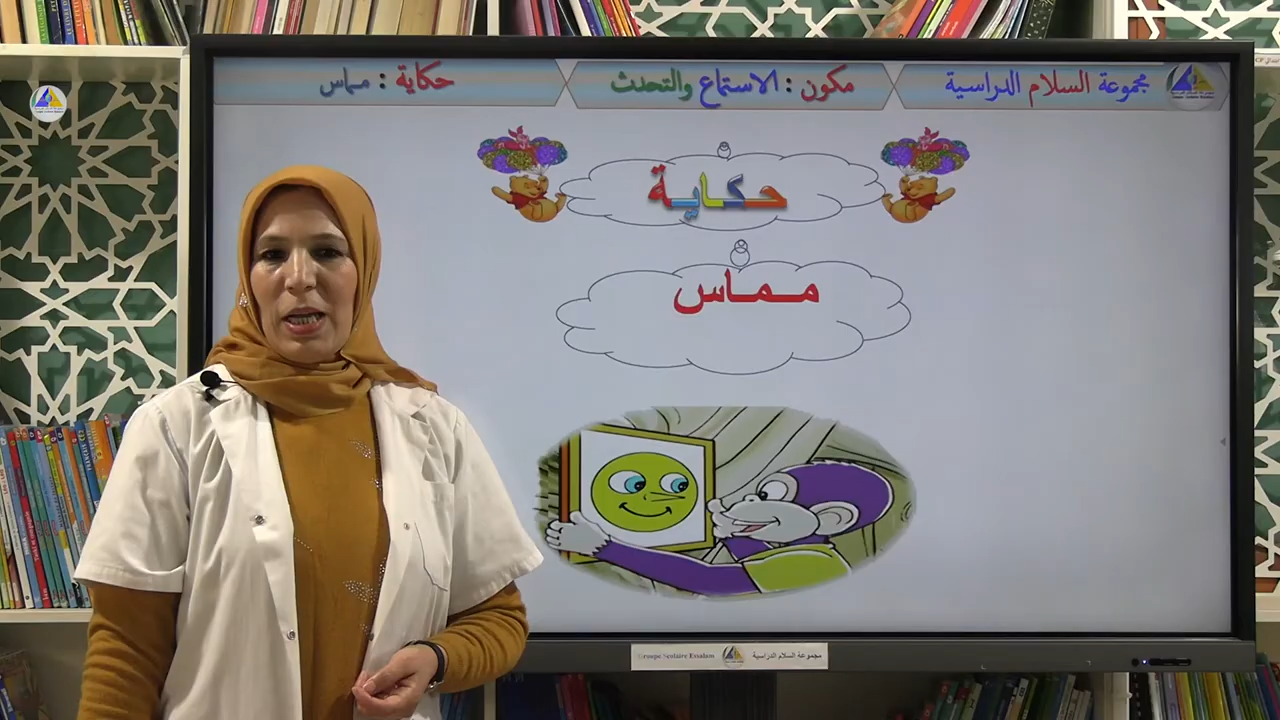 مجموعة السلام الدراسية
مكون : الاستماع والتحدث
حكاية : مماس
حكاية
مماس
Groupe Scolaire Essalam
مجموعة السلام الدراسية